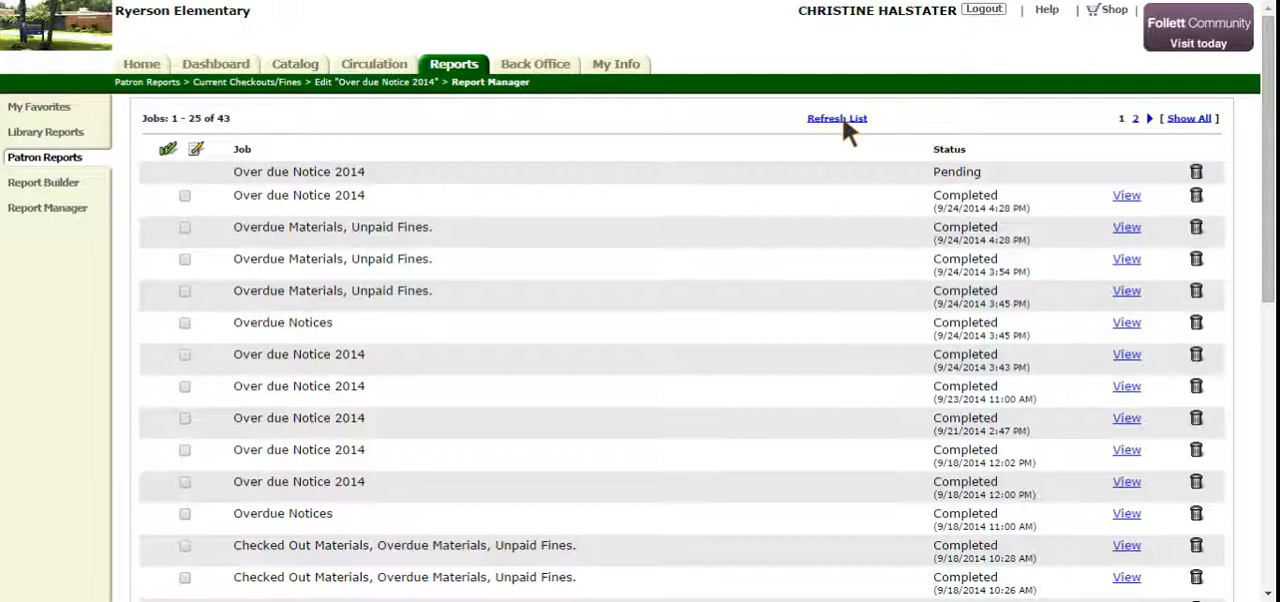 Ryerson Elementary
CHRISTINE HALSTATER Logout | Help | Shop |
Follett Community
Visit today
Home Dashboard Catalog Circulation Reports Back Office My Info
Patron Reports > Current Checkouts/Fines > Edit "Over due Notice 2014" > Report Manager
My Favorites
Library Reports
Patron Reports
Report Builder
Report Manager
Jobs: 1 - 25 of 43 Refresh List 1 2 [ Show All ]
Job Status
Over due Notice 2014 Pending
Over due Notice 2014 Completed View
(9/24/2014 4:28 PM)
Overdue Materials, Unpaid Fines. Completed View
(9/24/2014 4:28 PM)
Overdue Materials, Unpaid Fines. Completed View
(9/24/2014 3:54 PM)
Overdue Materials, Unpaid Fines. Completed View
(9/24/2014 3:45 PM)
Overdue Notices Completed View
(9/24/2014 3:45 PM)
Over due Notice 2014 Completed View
(9/24/2014 3:43 PM)
Over due Notice 2014 Completed View
(9/23/2014 11:00 AM)
Over due Notice 2014 Completed View
(9/21/2014 2:47 PM)
Over due Notice 2014 Completed View
(9/18/2014 12:02 PM)
Over due Notice 2014 Completed View
(9/18/2014 12:00 PM)
Overdue Notices Completed View
(9/18/2014 11:00 AM)
Checked Out Materials, Overdue Materials, Unpaid Fines. Completed View
(9/18/2014 10:28 AM)
Checked Out Materials, Overdue Materials, Unpaid Fines. Completed View
(9/18/2014 10:26 AM)